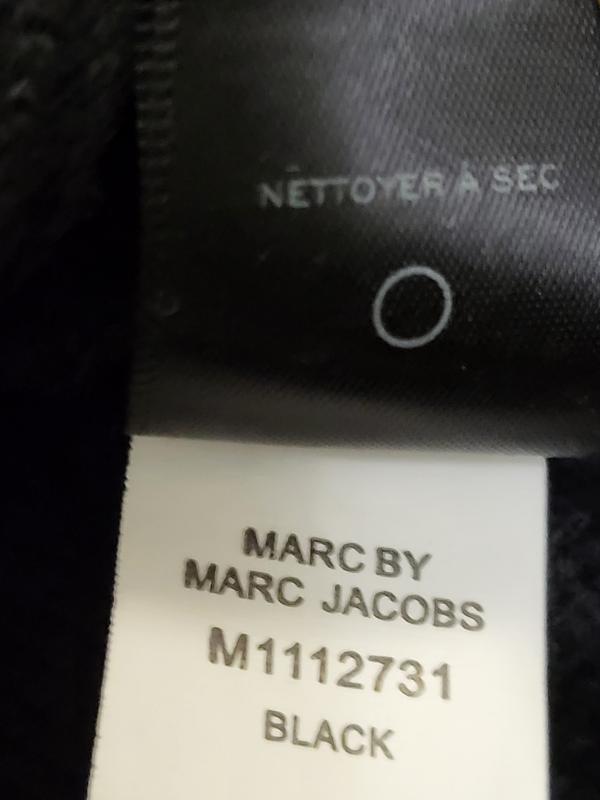 NETTOYER À SEC
MARC BY
MARC JACOBS
M1112731
BLACK